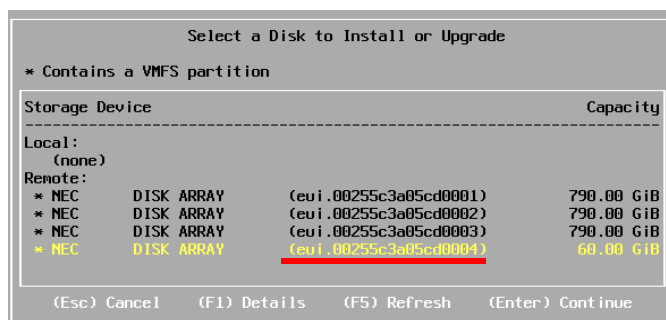 Select a Disk to Install or Upgrade
* Contains a VMFS partition
Storage Device Capacity
Local:
(none)
Remote:
* NEC DISK ARRAY (eui.00255c3a05cd0001) 790.00 GiB
* NEC DISK ARRAY (eui.00255c3a05cd0002) 790.00 GiB
* NEC DISK ARRAY (eui.00255c3a05cd0003) 790.00 GiB
* NEC DISK ARRAY (eui.00255c3a05cd0004) 60.00 GiB
(Esc) Cancel (F1) Details (F5) Refresh (Enter) Continue